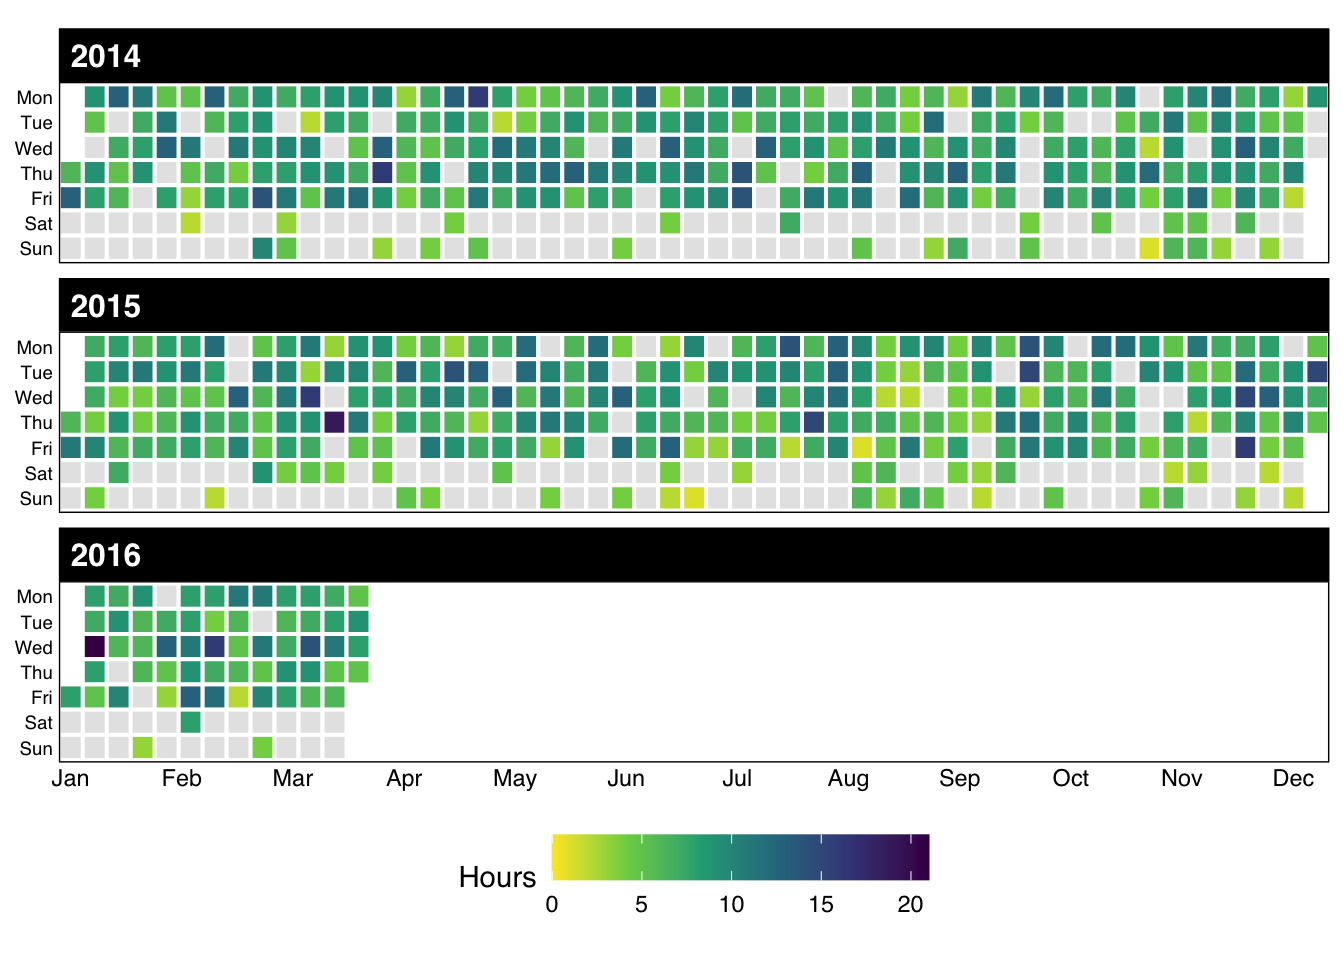 2014
Mon
Tue
Wed
Thu
Fri
Sat
Sun
2015
Mon
Tue
Wed
Thu
Fri
Sat
Sun
2016
Mon
Tue
Wed
Thu
Fri
Sat
Sun
Jan Feb Mar Apr May Jun Jul Aug Sep Oct Nov Dec
Hours
0 5 10 15 20